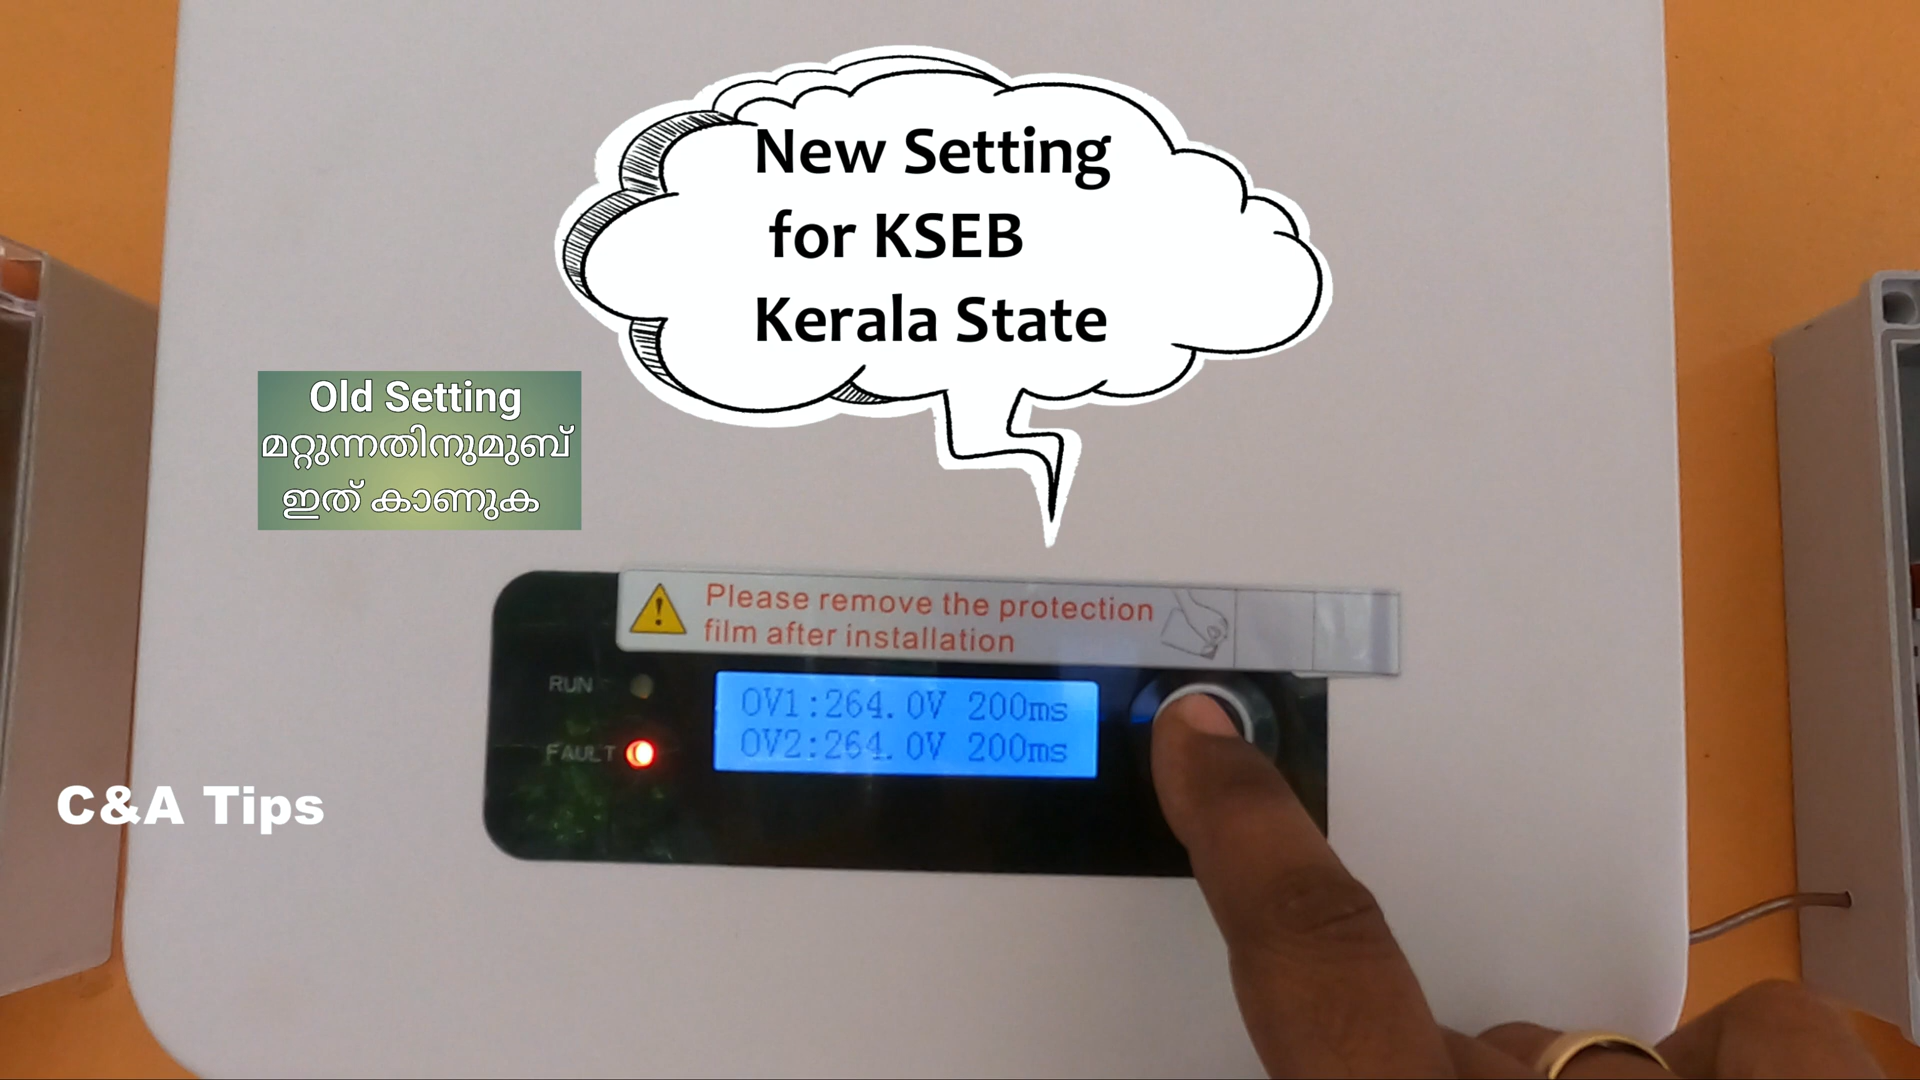 New Setting
for KSEB
Kerala State
Old Setting
മറ്റുന്നതിനുമുബ്
ഇത് കാണുക
Please remove the protection
film after installation
RUN
OV1:264.0V 200ms
OV2:264.0V 200ms
FAULT
C&A Tips